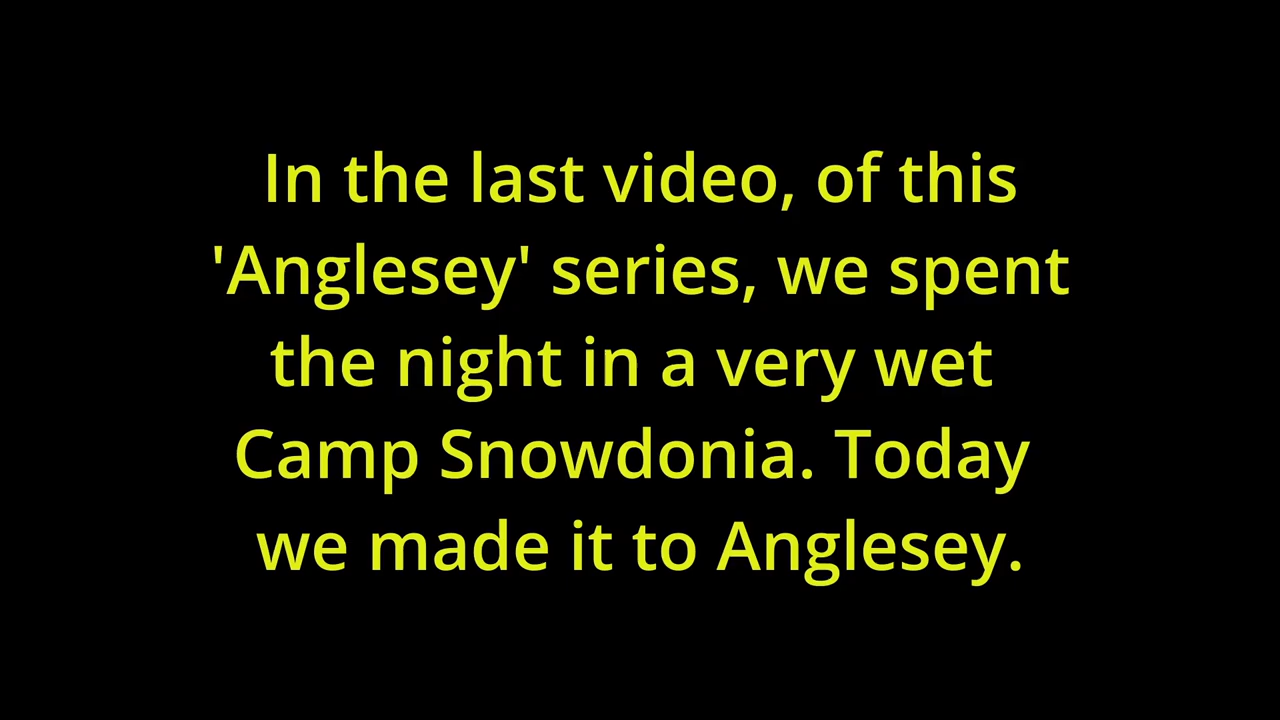 In the last video, of this
'Anglesey' series, we spent
the night in a very wet
Camp Snowdonia. Today
we made it to Anglesey.